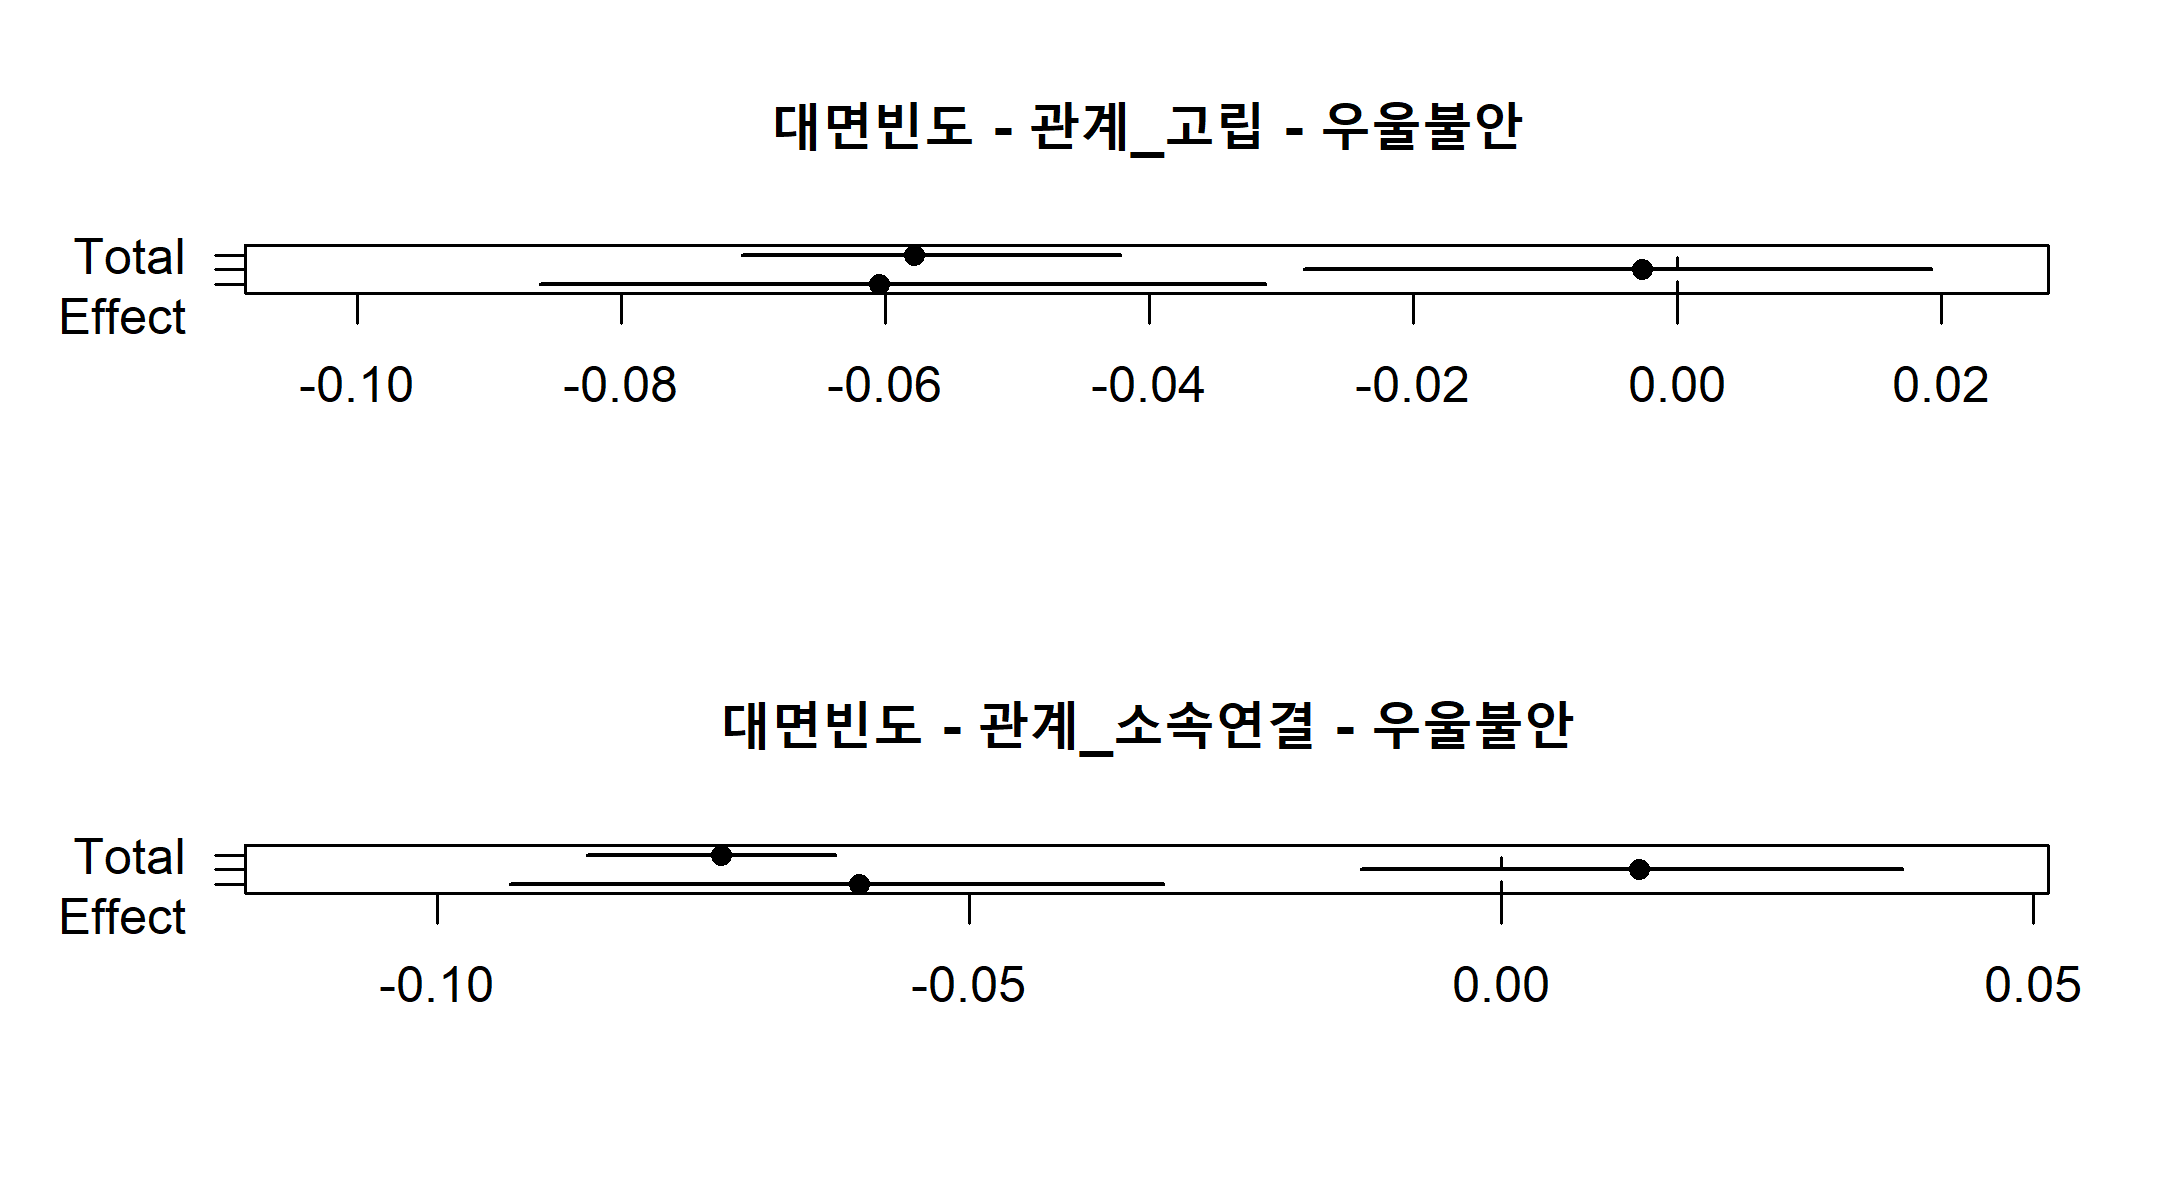 대면빈도 - 관계_고립 - 우울불안
Total
Effect
-0.10 -0.08 -0.06 -0.04 -0.02 0.00 0.02
대면빈도 - 관계_소속연결 - 우울불안
Total
Effect
-0.10 -0.05 0.00 0.05